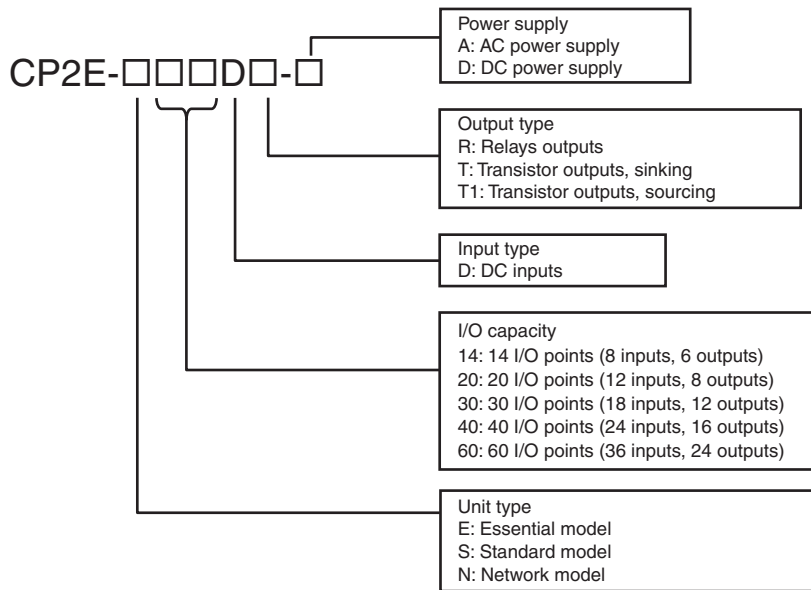 CP2E-□□□D□-□
Power supply
A: AC power supply
D: DC power supply
Output type
R: Relays outputs
T: Transistor outputs, sinking
T1: Transistor outputs, sourcing
Input type
D: DC inputs
I/O capacity
14: 14 I/O points (8 inputs, 6 outputs)
20: 20 I/O points (12 inputs, 8 outputs)
30: 30 I/O points (18 inputs, 12 outputs)
40: 40 I/O points (24 inputs, 16 outputs)
60: 60 I/O points (36 inputs, 24 outputs)
Unit type
E: Essential model
S: Standard model
N: Network model